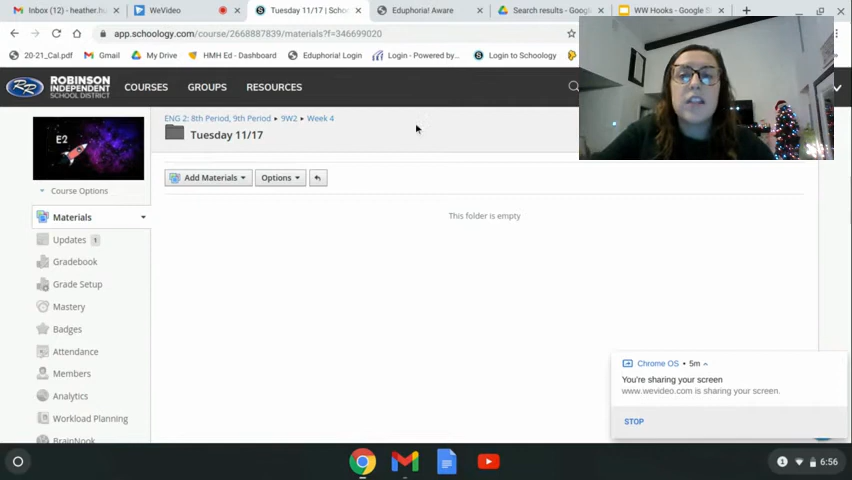 Inbox (12) - heather.hu
WeVideo
Tuesday 11/17 | Scho
Eduphoria! Aware
Search results - Google
WW Hooks - Google S
app.schoology.com/course/2668887839/materials?f=346699020
20-21_Cal.pdf
Gmail
My Drive
HMH Ed - Dashboard
Eduphoria! Login
Login - Powered by...
Login to Schoology
RR
ROBINSON
INDEPENDENT
SCHOOL DISTRICT
COURSES
GROUPS
RESOURCES
E2
ENG 2: 8th Period, 9th Period ▸ 9W2 ▸ Week 4
Tuesday 11/17
Course Options
Add Materials
Options
Materials
This folder is empty
Updates 1
Gradebook
Grade Setup
Mastery
Badges
Attendance
Members
Analytics
Workload Planning
BrainNook
Chrome OS • 5m
You're sharing your screen
www.wevideo.com is sharing your screen.
STOP
1
6:56